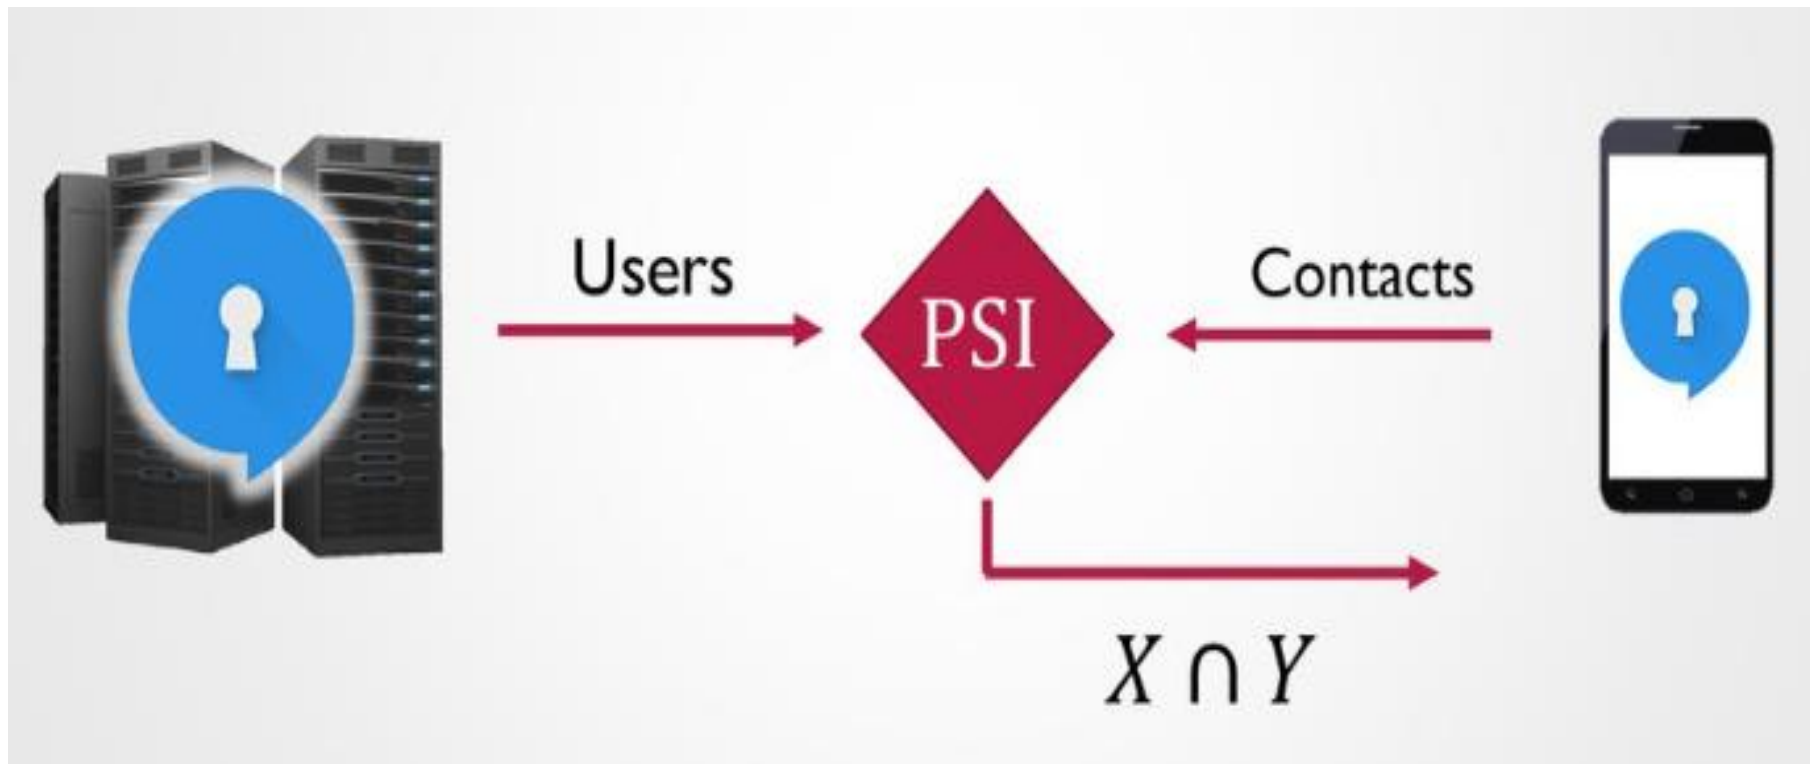 Users
PSI
Contacts
X ∩ Y